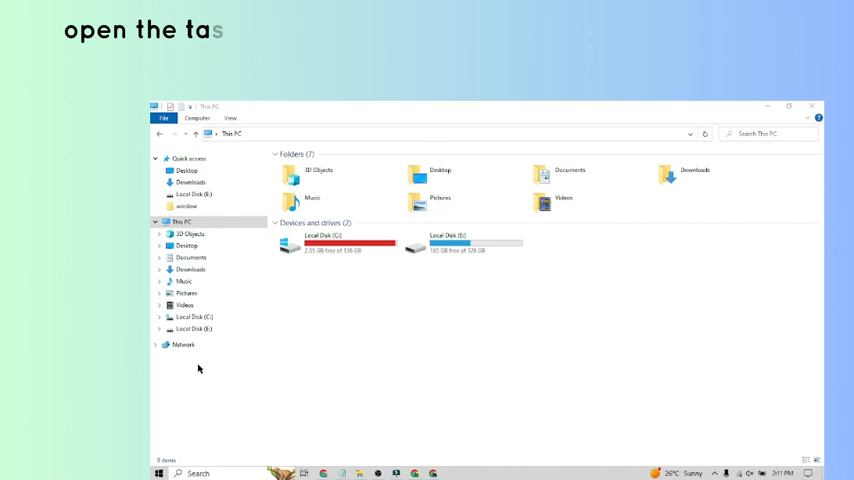 open the tas
This PC
File
Computer
View
This PC
Search This PC
Quick access
Desktop
Downloads
Local Disk (E:)
window
This PC
3D Objects
Desktop
Documents
Downloads
Music
Pictures
Videos
Local Disk (C:)
Local Disk (E:)
Network
Folders (7)
3D Objects
Desktop
Documents
Downloads
Music
Pictures
Videos
Devices and drives (2)
Local Disk (C:)
2.55 GB free of 136 GB
Local Disk (E:)
185 GB free of 328 GB
9 items
Search
26°C Sunny
2:11 PM